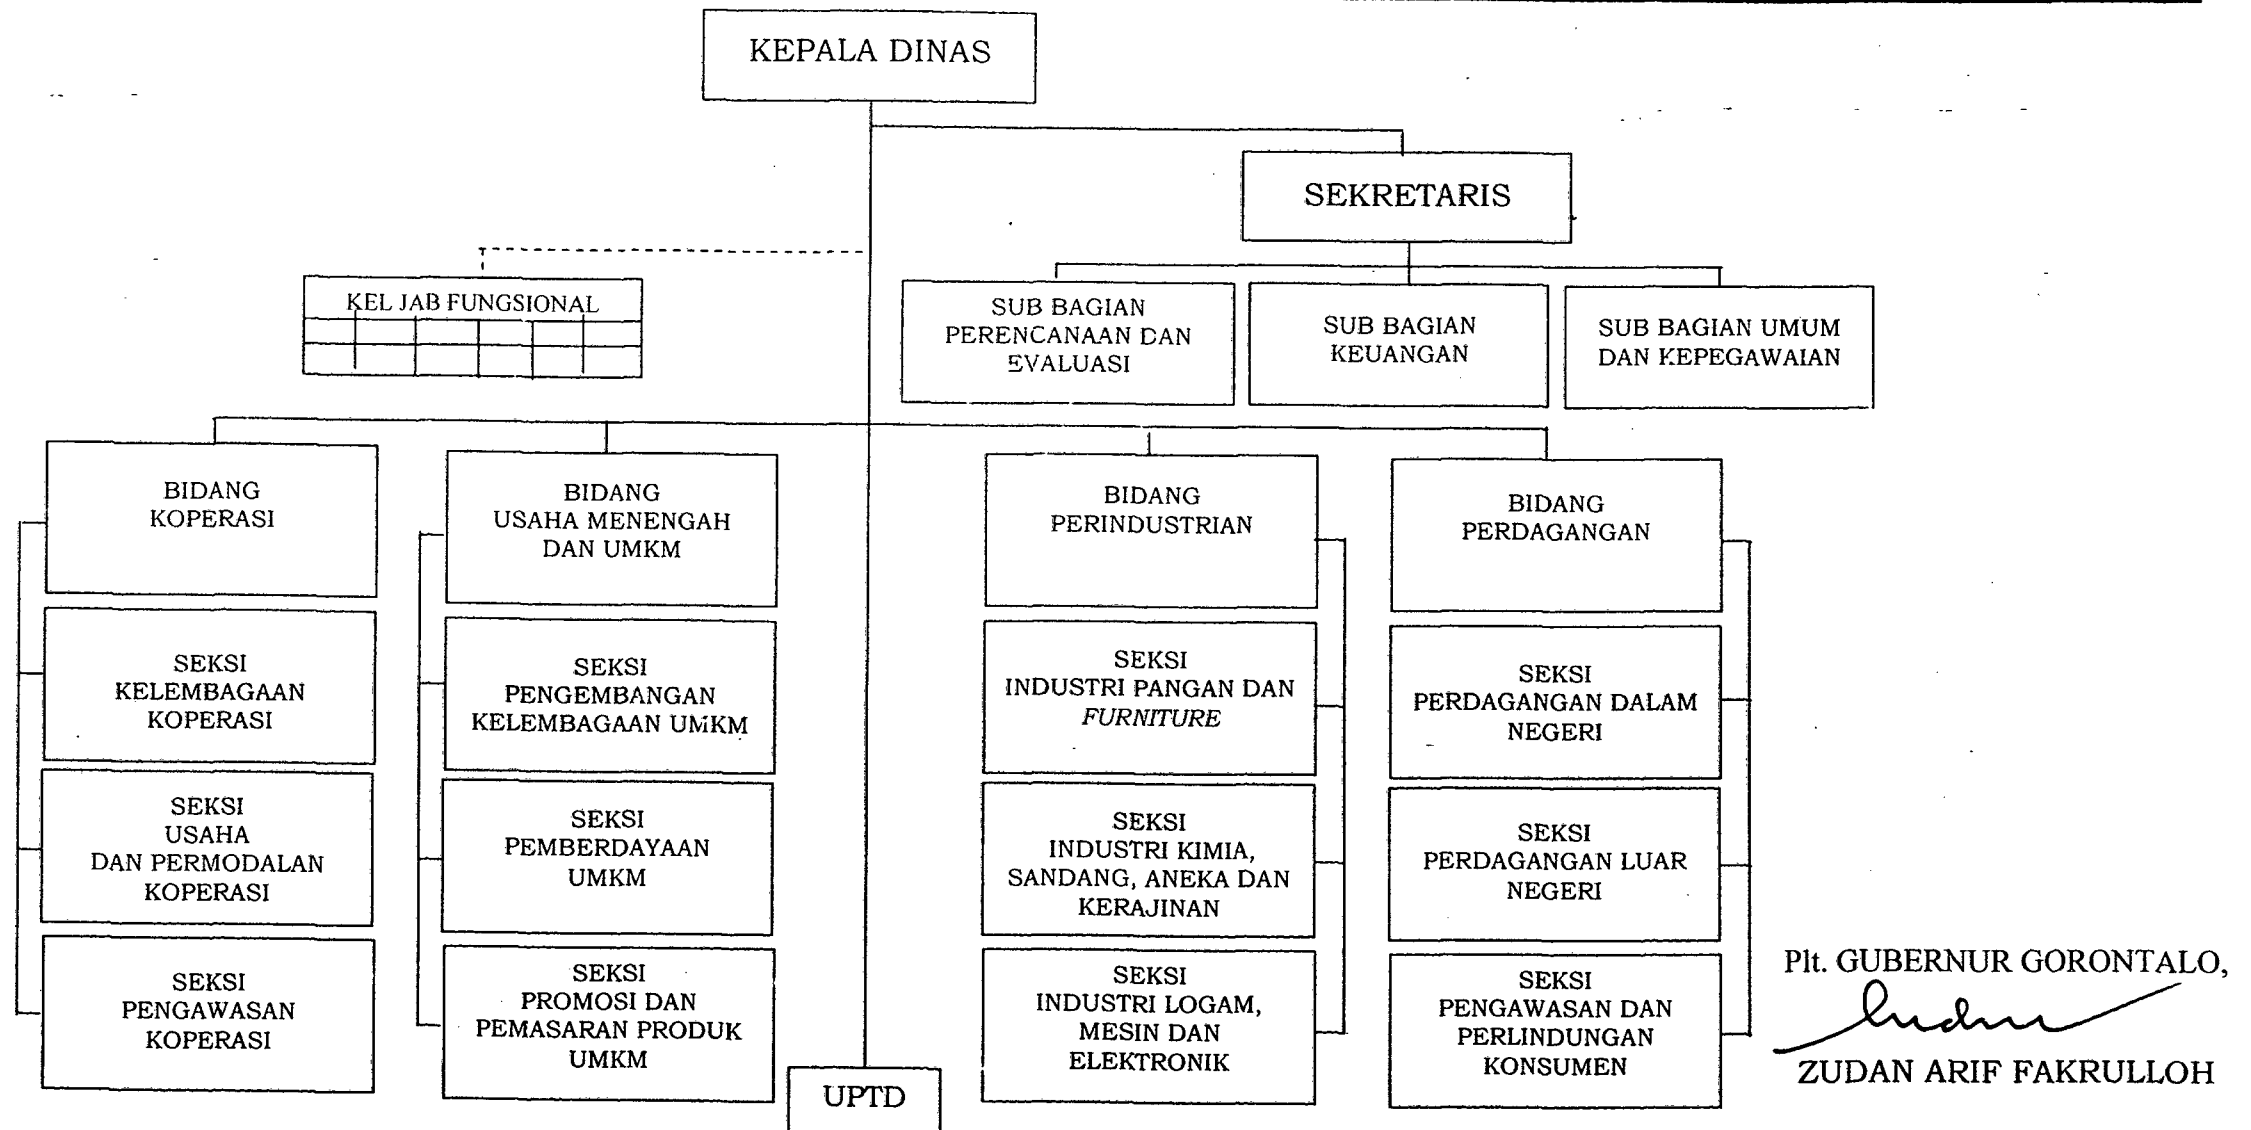 KEPALA DINAS
SEKRETARIS
KEL JAB FUNGSIONAL
SUB BAGIAN
PERENCANAAN DAN
EVALUASI
SUB BAGIAN
KEUANGAN
SUB BAGIAN UMUM
DAN KEPEGAWAIAN
BIDANG
KOPERASI
SEKSI
KELEMBAGAAN
KOPERASI
SEKSI
USAHA
DAN PERMODALAN
KOPERASI
SEKSI
PENGAWASAN
KOPERASI
BIDANG
USAHA MENENGAH
DAN UMKM
SEKSI
PENGEMBANGAN
KELEMBAGAAN UMKM
SEKSI
PEMBERDAYAAN
UMKM
SEKSI
PROMOSI DAN
PEMASARAN PRODUK
UMKM
UPTD
BIDANG
PERINDUSTRIAN
SEKSI
INDUSTRI PANGAN DAN
FURNITURE
SEKSI
INDUSTRI KIMIA,
SANDANG, ANEKA DAN
KERAJINAN
SEKSI
INDUSTRI LOGAM,
MESIN DAN
ELEKTRONIK
BIDANG
PERDAGANGAN
SEKSI
PERDAGANGAN DALAM
NEGERI
SEKSI
PERDAGANGAN LUAR
NEGERI
SEKSI
PENGAWASAN DAN
PERLINDUNGAN
KONSUMEN
Plt. GUBERNUR GORONTALO,
ZUDAN ARIF FAKRULLOH